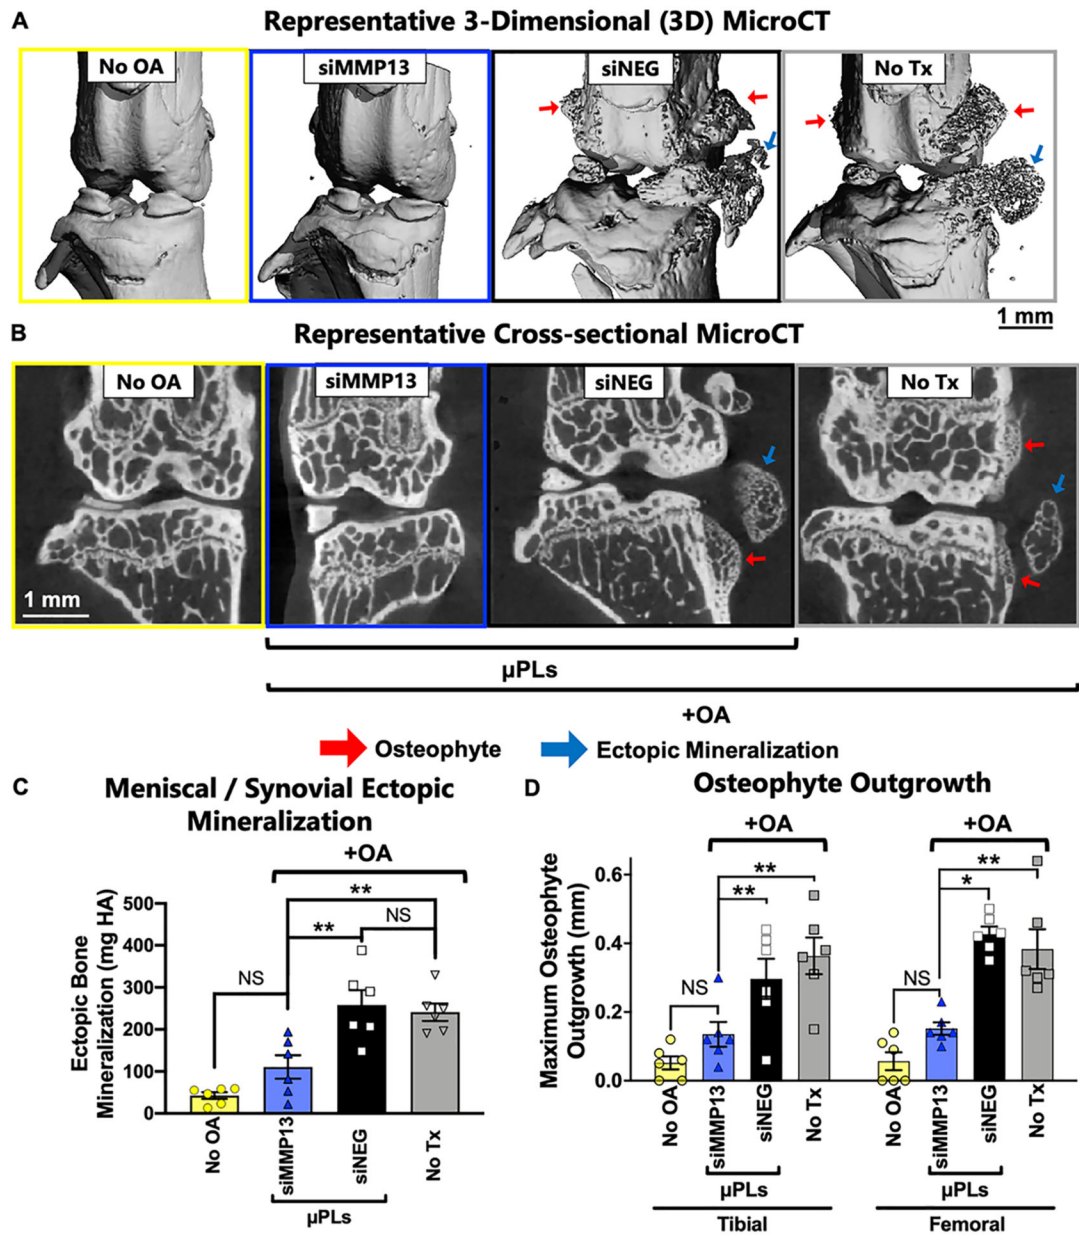 A
Representative 3-Dimensional (3D) MicroCT
No OA
siMMP13
siNEG
No Tx
1 mm
B
Representative Cross-sectional MicroCT
No OA
siMMP13
siNEG
No Tx
1 mm
µPLs
+OA
Osteophyte
Ectopic Mineralization
C
Meniscal / Synovial Ectopic
Mineralization
+OA
**
**
NS
NS
Ectopic Bone
Mineralization (mg HA)
500
400
300
200
100
0
No OA
siMMP13
siNEG
No Tx
µPLs
D
Osteophyte Outgrowth
+OA
+OA
**
**
NS
**
*
NS
Maximum Osteophyte
Outgrowth (mm)
0.6
0.4
0.2
0.0
No OA
siMMP13
siNEG
No Tx
No OA
siMMP13
siNEG
No Tx
µPLs
µPLs
Tibial
Femoral